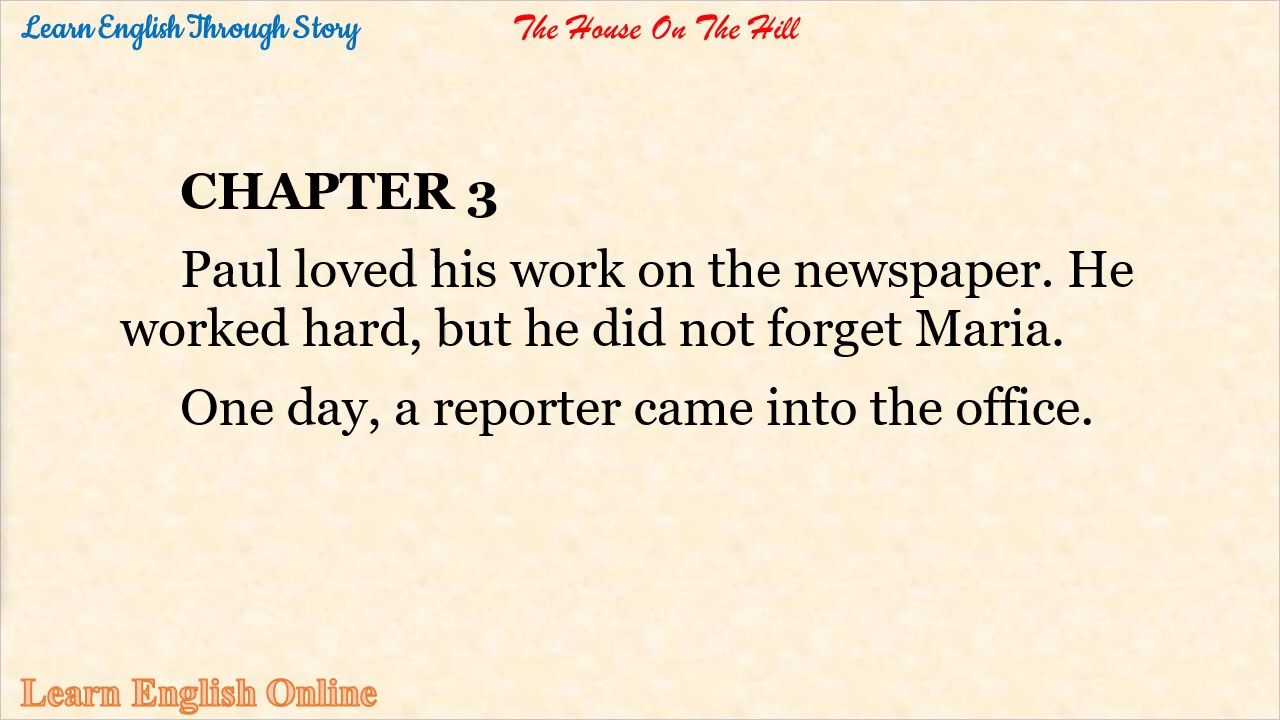 Learn English Through Story
The House On The Hill
CHAPTER 3
Paul loved his work on the newspaper. He
worked hard, but he did not forget Maria.
One day, a reporter came into the office.
Learn English Online